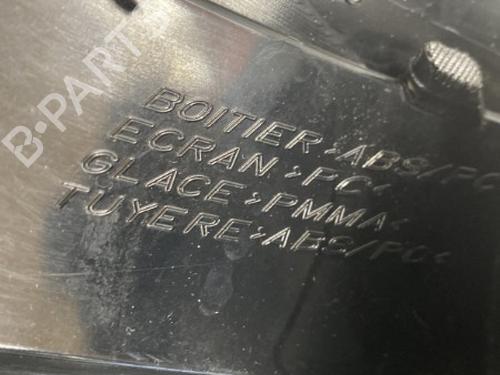 B-PARTS
BOITIER>ABS/PC
ECRAN>PC<
GLACE>PMMA<
TUYERE>ABS/PC<